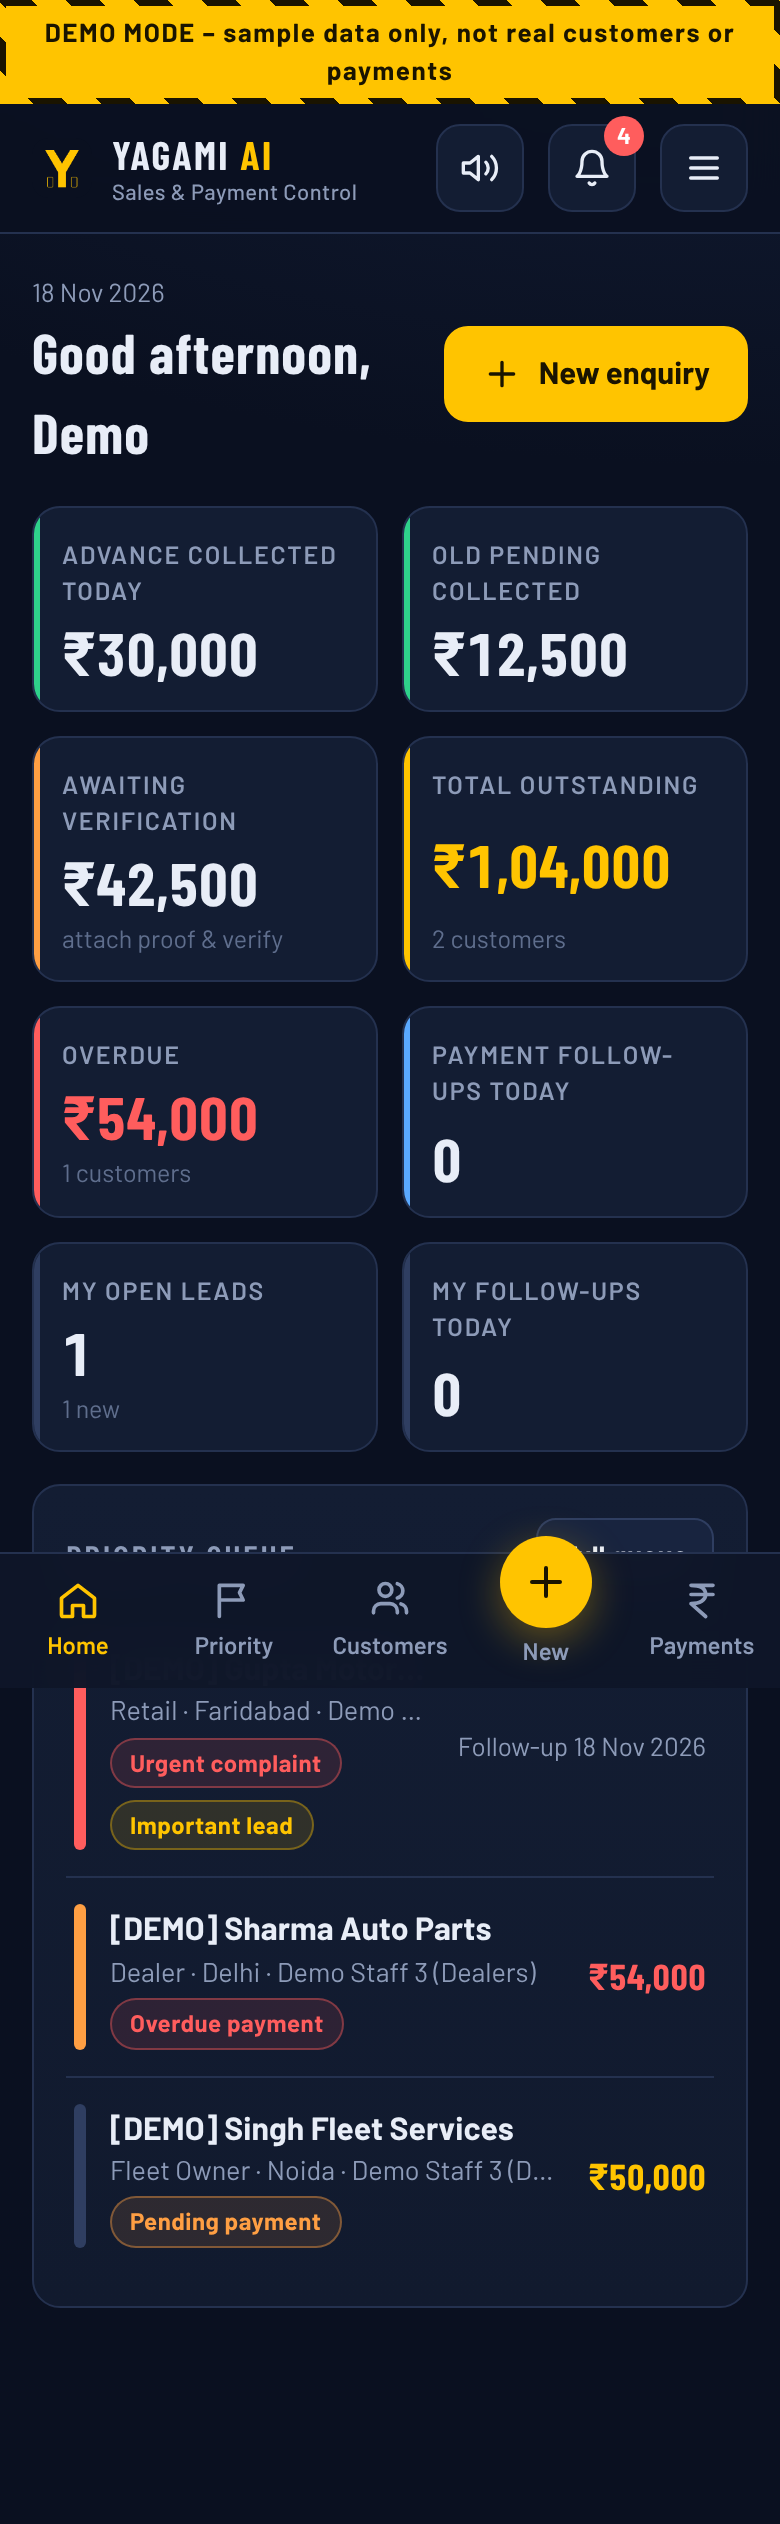 DEMO MODE – sample data only, not real customers or
payments
Y
YAGAMI AI
Sales & Payment Control
4
18 Nov 2026
Good afternoon,
Demo
New enquiry
ADVANCE COLLECTED
TODAY
₹30,000
OLD PENDING
COLLECTED
₹12,500
AWAITING
VERIFICATION
₹42,500
attach proof & verify
TOTAL OUTSTANDING
₹1,04,000
2 customers
OVERDUE
₹54,000
1 customers
PAYMENT FOLLOW-
UPS TODAY
0
MY OPEN LEADS
1
1 new
MY FOLLOW-UPS
TODAY
0
PRIORITY QUEUE
Home
Priority
Customers
New
Payments
Retail · Faridabad · Demo ...
Urgent complaint
Important lead
Follow-up 18 Nov 2026
[DEMO] Sharma Auto Parts
Dealer · Delhi · Demo Staff 3 (Dealers)
Overdue payment
₹54,000
[DEMO] Singh Fleet Services
Fleet Owner · Noida · Demo Staff 3 (D...
Pending payment
₹50,000